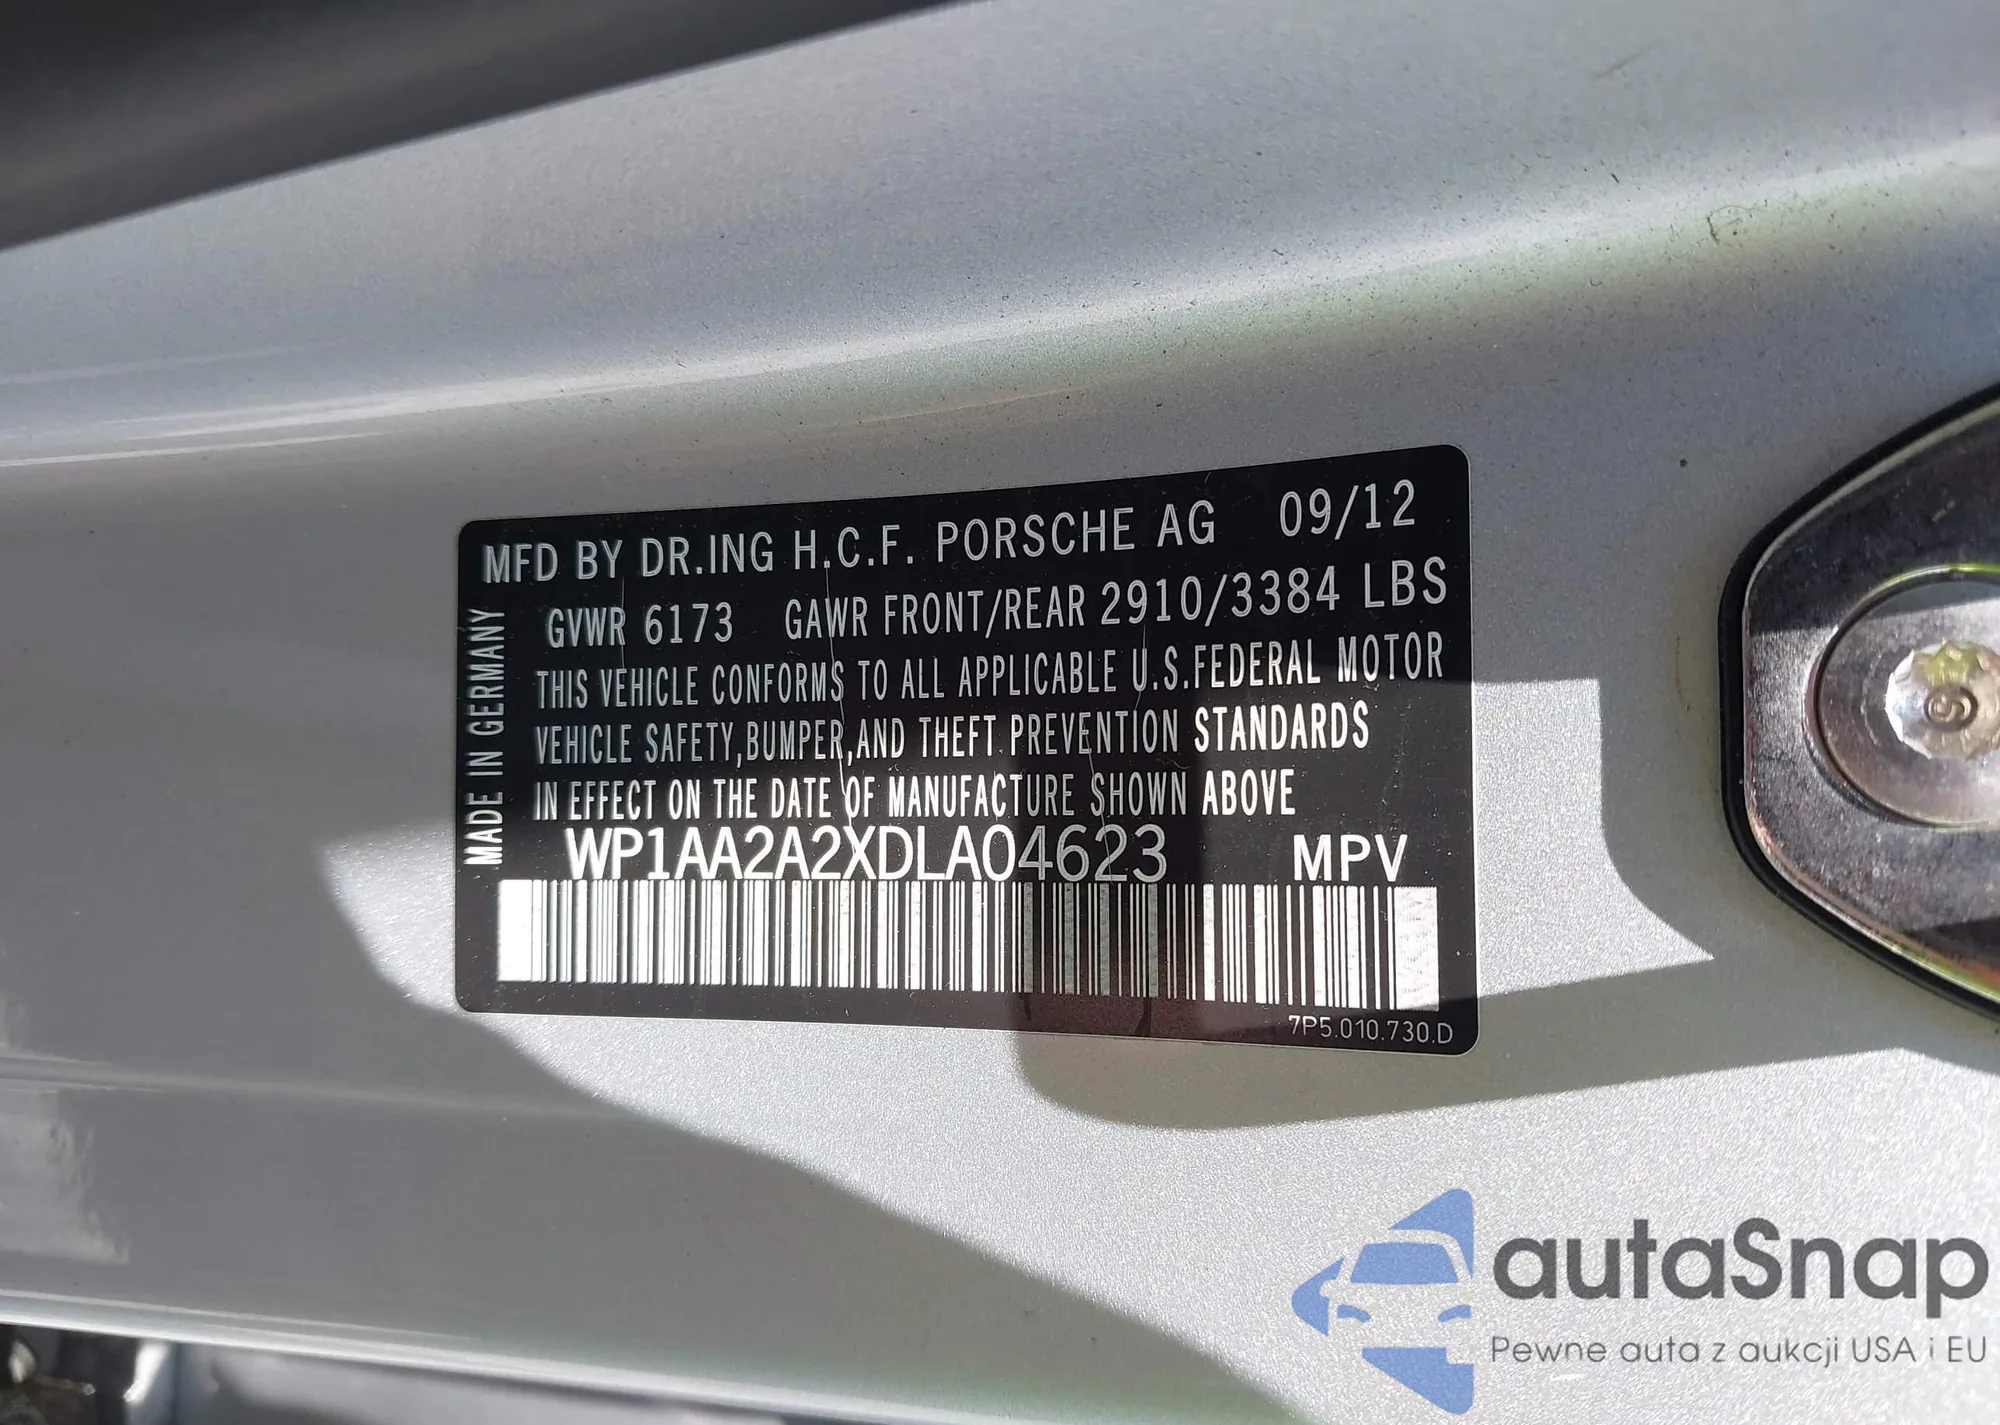 MFD BY DR.ING H.C.F. PORSCHE AG 09/12
GVWR 6173 GAWR FRONT/REAR 2910/3384 LBS
THIS VEHICLE CONFORMS TO ALL APPLICABLE U.S.FEDERAL MOTOR
VEHICLE SAFETY,BUMPER,AND THEFT PREVENTION STANDARDS
IN EFFECT ON THE DATE OF MANUFACTURE SHOWN ABOVE
WP1AA2A2XDLA04623 MPV
7P5.010.730.D
MADE IN GERMANY
autaSnap
Pewne auta z aukcji USA i EU